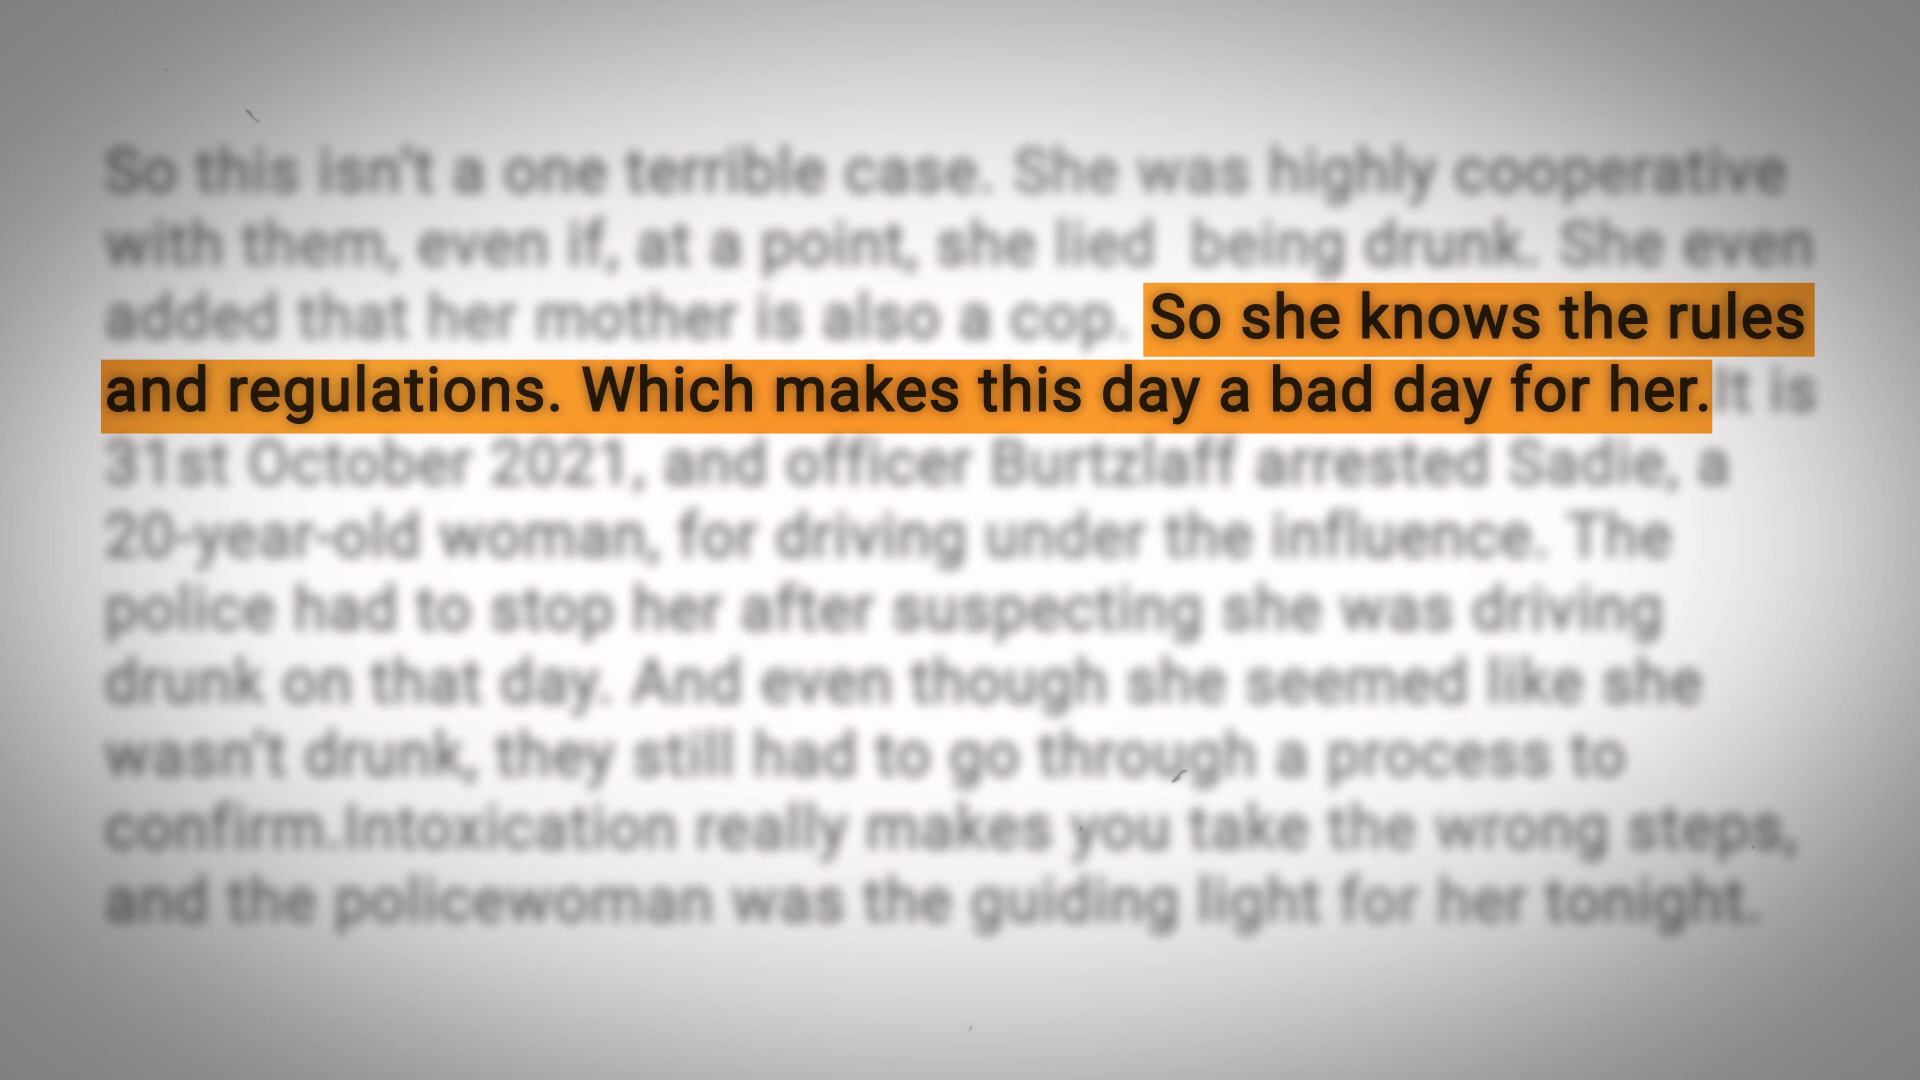 So this isn't a one terrible case. She was highly cooperative
with them, even if, at a point, she lied  being drunk. She even
added that her mother is also a cop. So she knows the rules
and regulations. Which makes this day a bad day for her.It is
31st October 2021, and officer Burtzlaff arrested Sadie, a
20-year-old woman, for driving under the influence. The
police had to stop her after suspecting she was driving
drunk on that day. And even though she seemed like she
wasn't drunk, they still had to go through a process to
confirm.Intoxication really makes you take the wrong steps,
and the policewoman was the guiding light for her tonight.